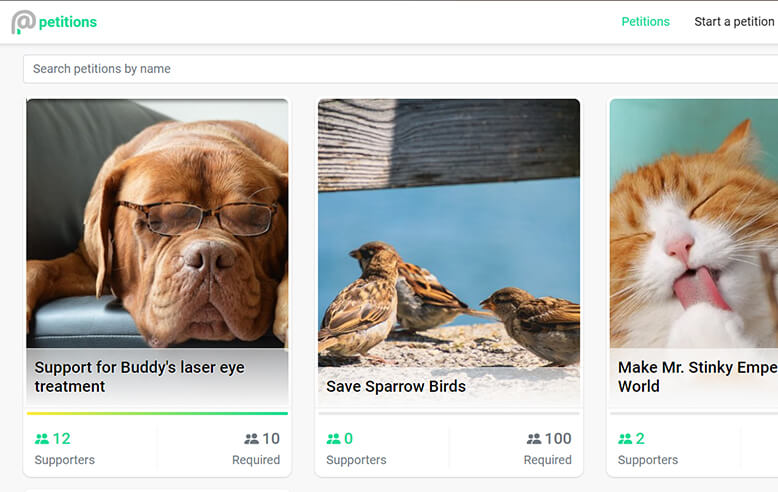 petitions
Petitions
Start a petition
Search petitions by name
Support for Buddy's laser eye
treatment
12
Supporters
10
Required
Save Sparrow Birds
0
Supporters
100
Required
Make Mr. Stinky Empe
World
2
Supporters